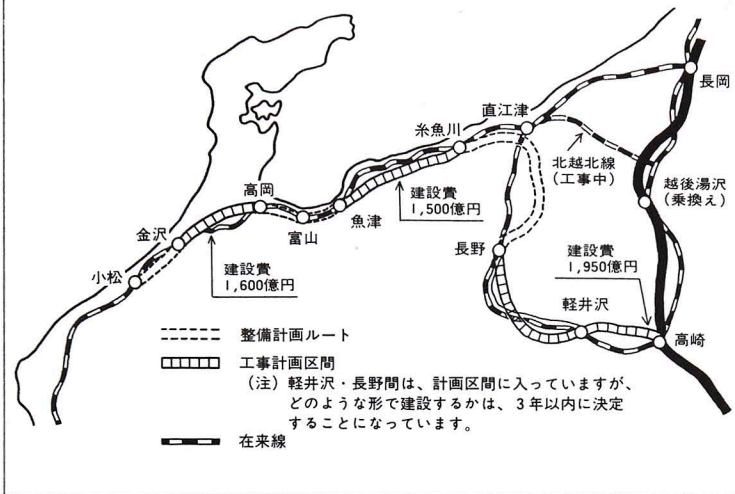 長岡
直江津
糸魚川
北越北線
(工事中)
越後湯沢
(乗換え)
高岡
建設費
1,500億円
魚津
富山
金沢
長野
建設費
1,950億円
小松
建設費
1,600億円
軽井沢
高崎
整備計画ルート
工事計画区間
(注) 軽井沢・長野間は、計画区間に入っていますが、
どのような形で建設するかは、3年以内に決定
することになっています。
在来線